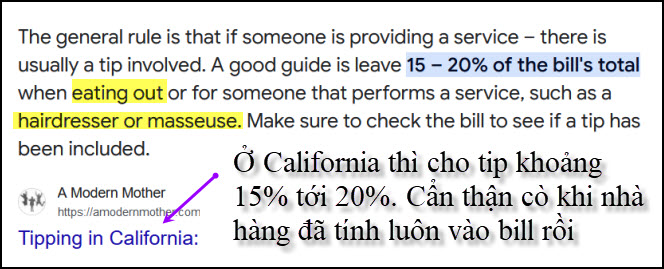 The general rule is that if someone is providing a service – there is
usually a tip involved. A good guide is leave 15 – 20% of the bill's total
when eating out or for someone that performs a service, such as a
hairdresser or masseuse. Make sure to check the bill to see if a tip has
been included.
A Modern Mother
https://amodernmother.com
Tipping in California:
Ở California thì cho tip khoảng
15% tới 20%. Cẩn thận cò khi nhà
hàng đã tính luôn vào bill rồi